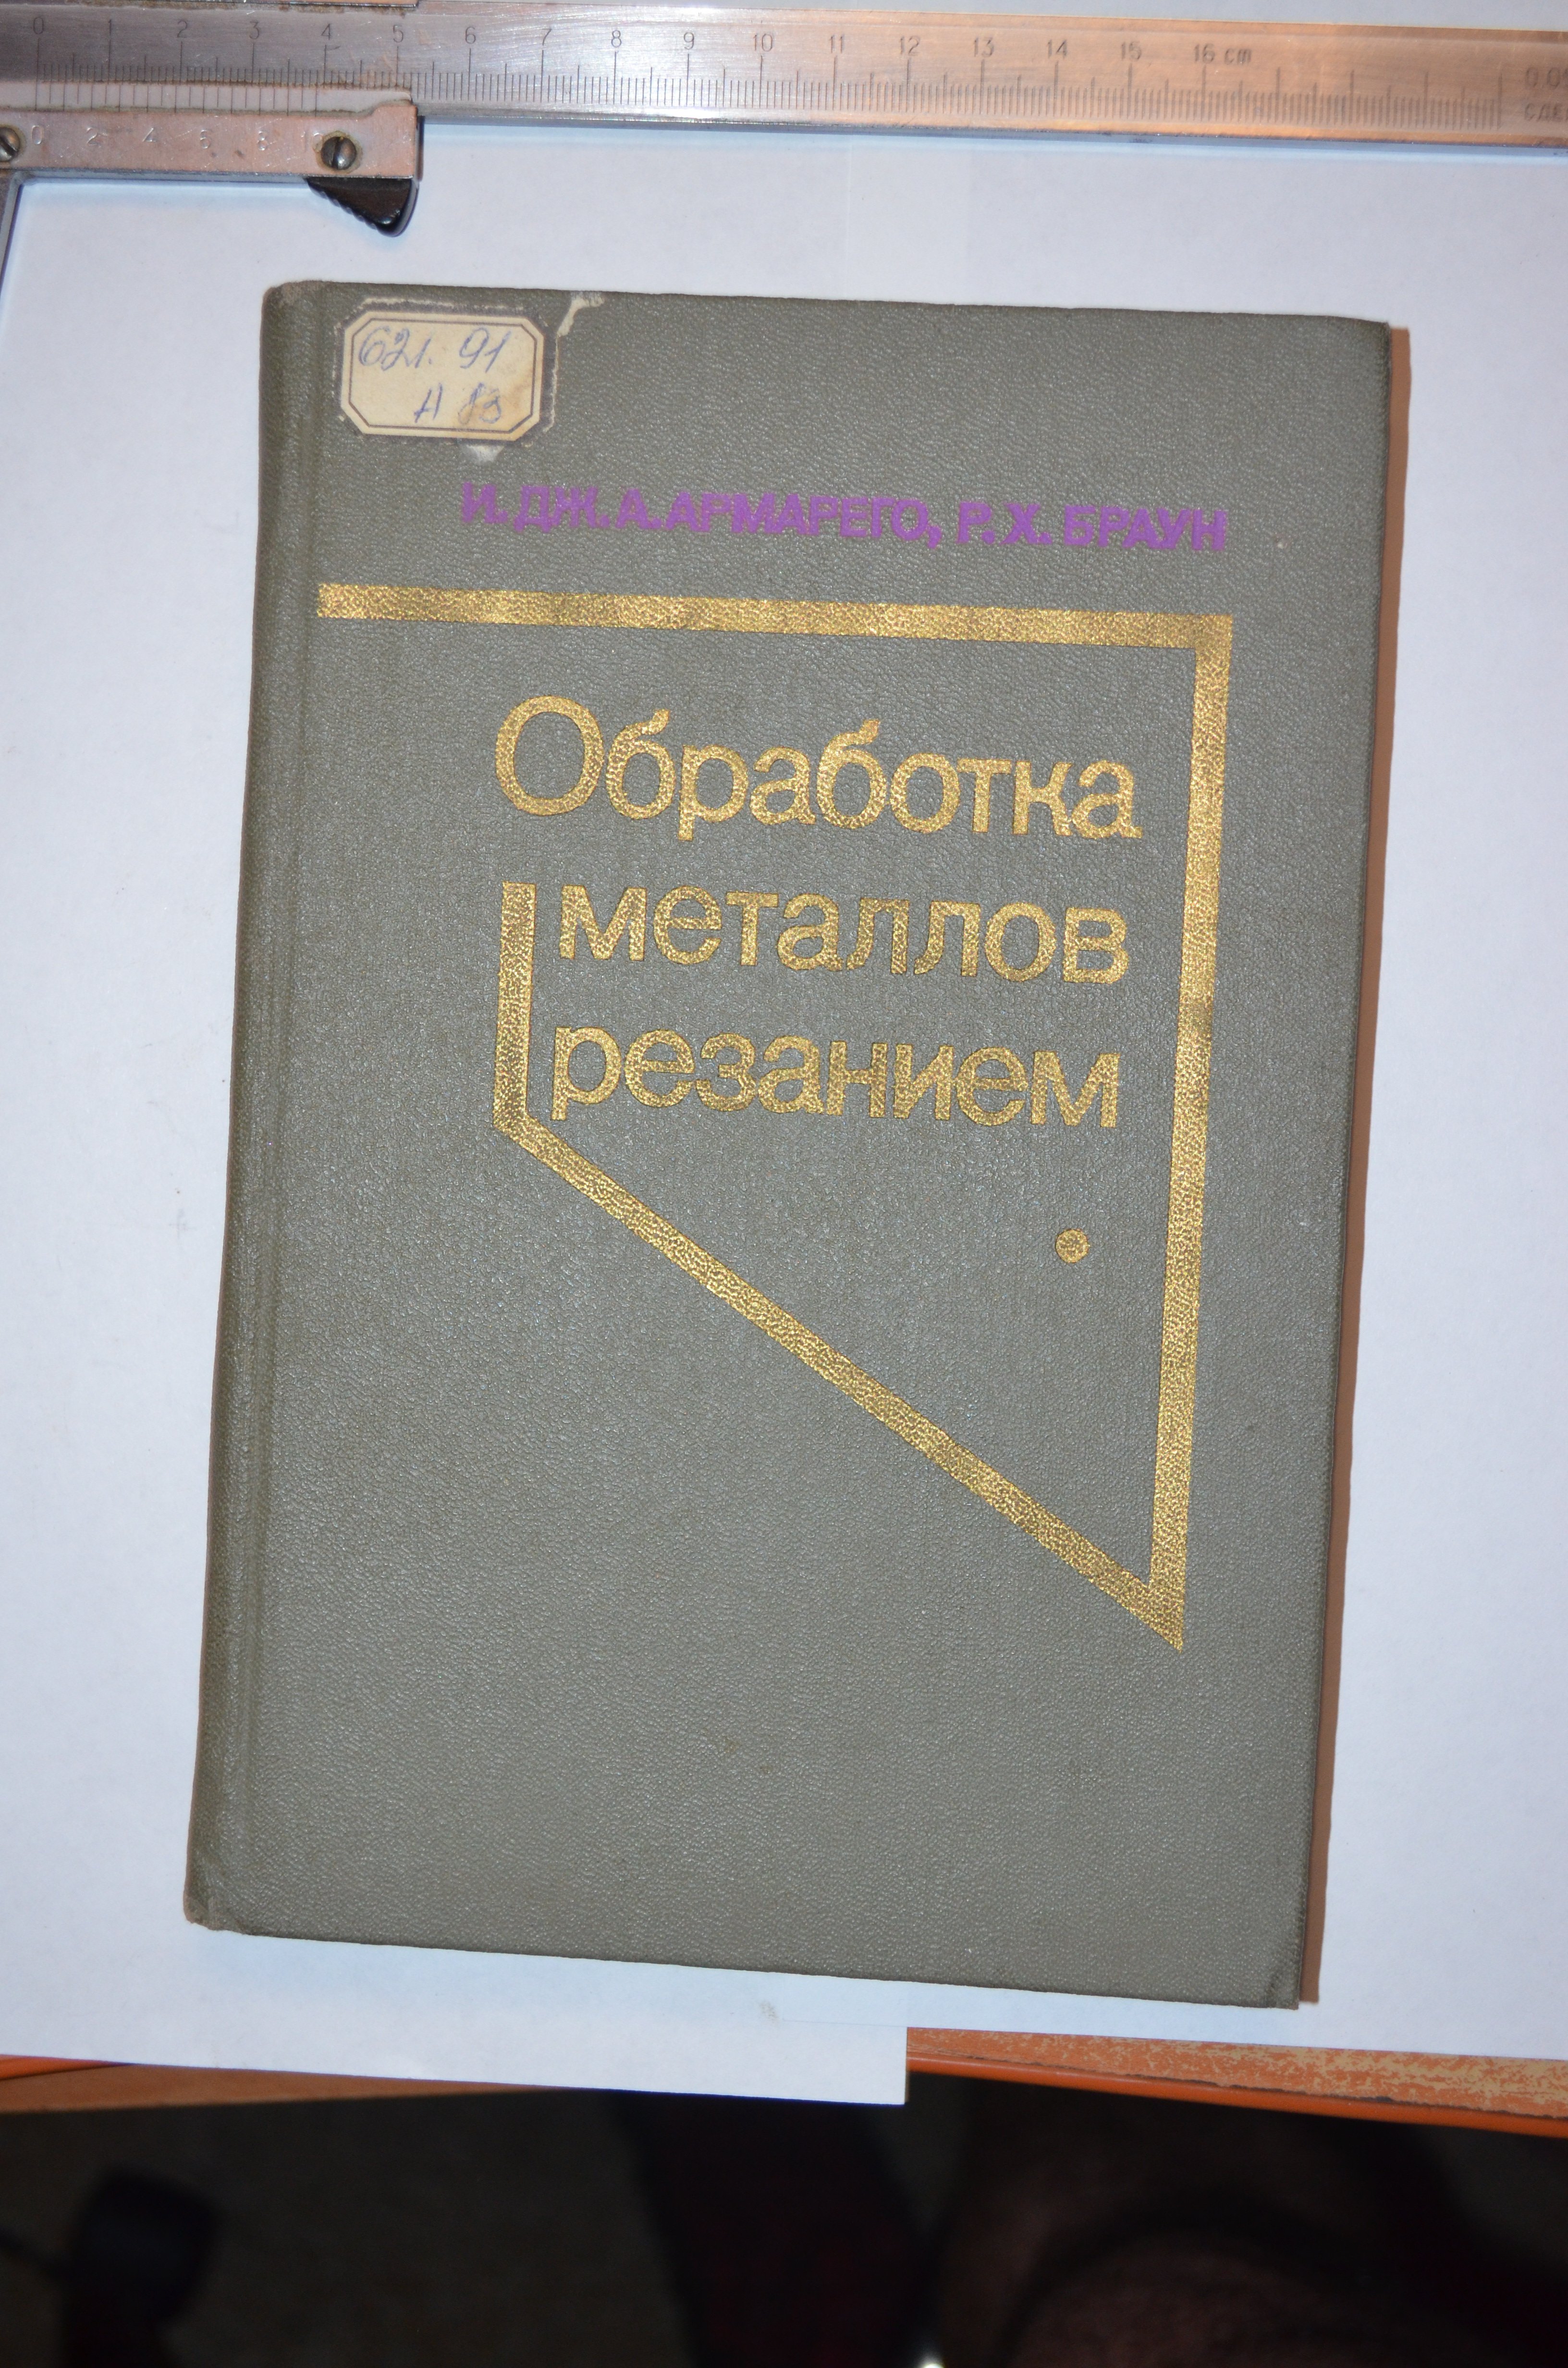 0 1 2 3 4 5 6 7 8 9 10 11 12 13 14 15 16 cm
0 2 4 6 8
621. 91
А 83
И. ДЖ. А. АРМАРЕГО, Р. Х. БРАУН
Обработка
металлов
резанием